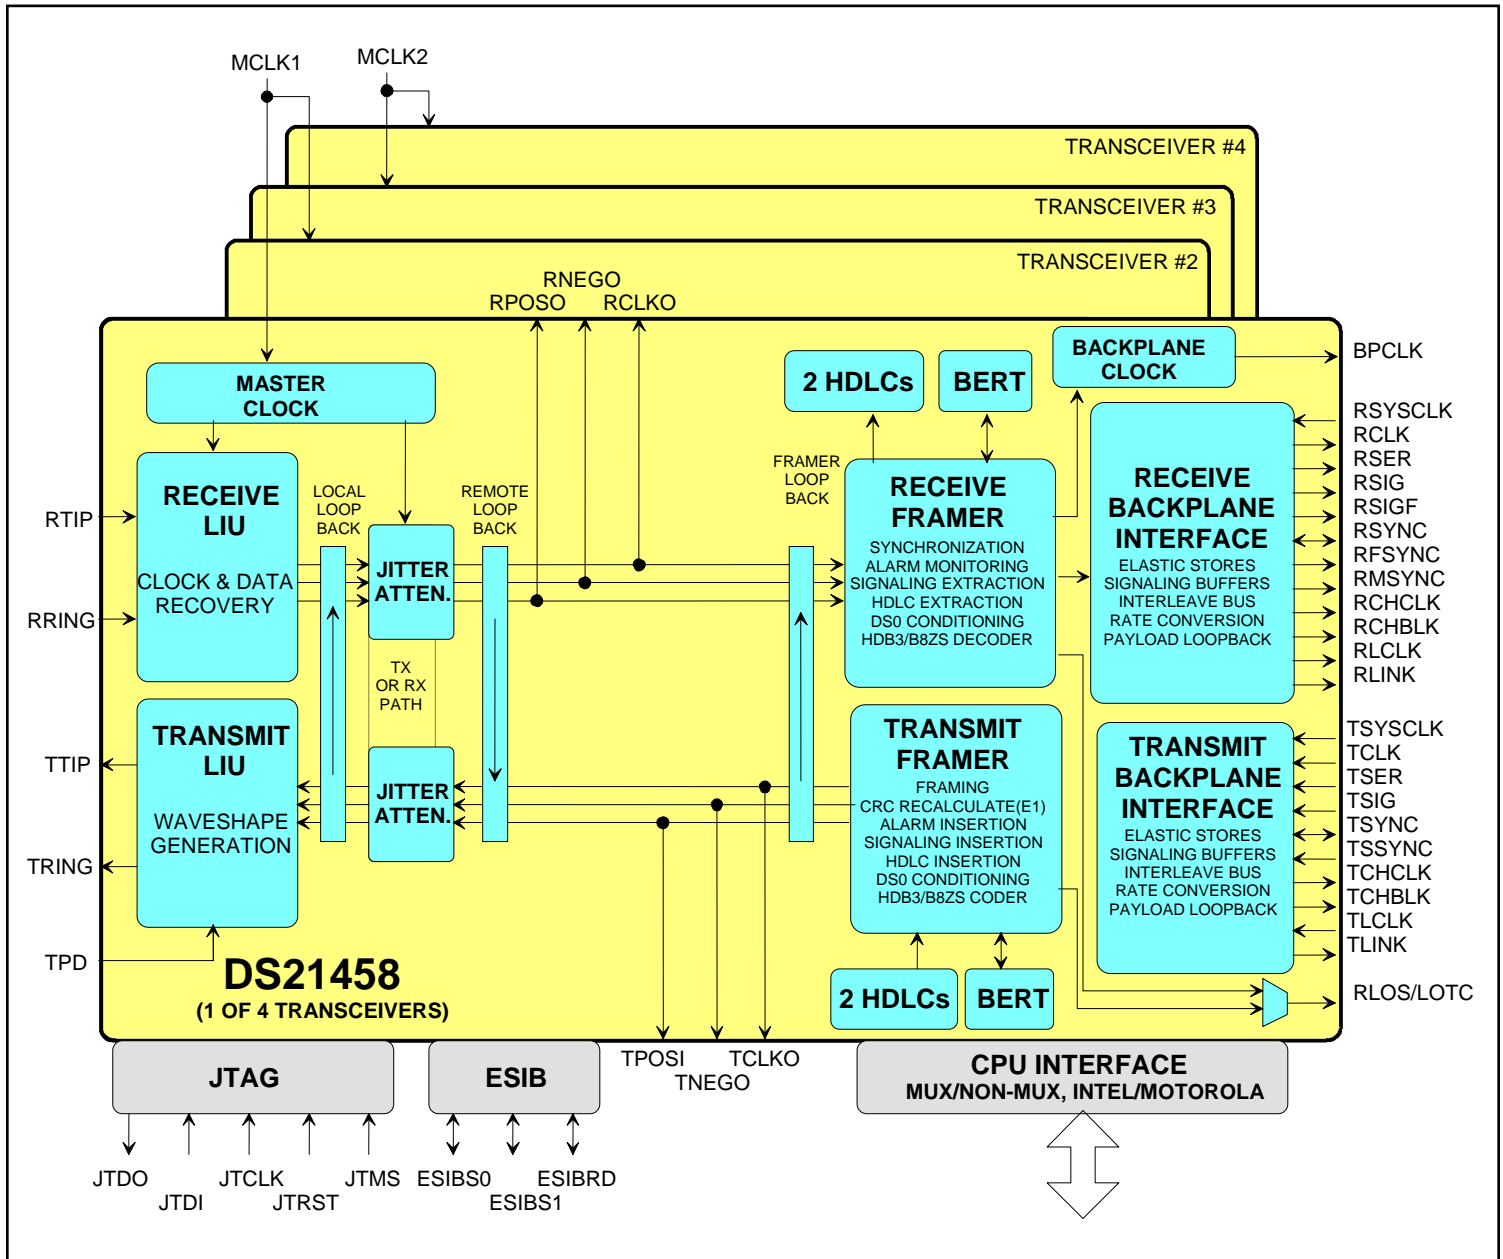 MCLK1
MCLK2
TRANSCEIVER #4
TRANSCEIVER #3
TRANSCEIVER #2
RNEGO
RPOSO
RCLKO
MASTER
CLOCK
2 HDLCs
BERT
BACKPLANE
CLOCK
BPCLK
RECEIVE
LIU
CLOCK & DATA
RECOVERY
RTIP
RRING
LOCAL
LOOP
BACK
JITTER
ATTEN.
REMOTE
LOOP
BACK
FRAMER
LOOP
BACK
RECEIVE
FRAMER
SYNCHRONIZATION
ALARM MONITORING
SIGNALING EXTRACTION
HDLC EXTRACTION
DS0 CONDITIONING
HDB3/B8ZS DECODER
RECEIVE
BACKPLANE
INTERFACE
ELASTIC STORES
SIGNALING BUFFERS
INTERLEAVE BUS
RATE CONVERSION
PAYLOAD LOOPBACK
RSYSCLK
RCLK
RSER
RSIG
RSIGF
RSYNC
RFSYNC
RMSYNC
RCHCLK
RCHBLK
RLCLK
RLINK
TX
OR RX
PATH
TRANSMIT
LIU
WAVESHAPE
GENERATION
TTIP
TRING
TPD
JITTER
ATTEN.
TRANSMIT
FRAMER
FRAMING
CRC RECALCULATE(E1)
ALARM INSERTION
SIGNALING INSERTION
HDLC INSERTION
DS0 CONDITIONING
HDB3/B8ZS CODER
TRANSMIT
BACKPLANE
INTERFACE
ELASTIC STORES
SIGNALING BUFFERS
INTERLEAVE BUS
RATE CONVERSION
PAYLOAD LOOPBACK
TSYSCLK
TCLK
TSER
TSIG
TSYNC
TSSYNC
TCHCLK
TCHBLK
TLCLK
TLINK
RLOS/LOTC
DS21458
(1 OF 4 TRANSCEIVERS)
2 HDLCs
BERT
TPOSI
TNEGO
TCLKO
JTAG
ESIB
CPU INTERFACE
MUX/NON-MUX, INTEL/MOTOROLA
JTDO
JTDI
JTCLK
JTRST
JTMS
ESIBS0
ESIBS1
ESIBRD